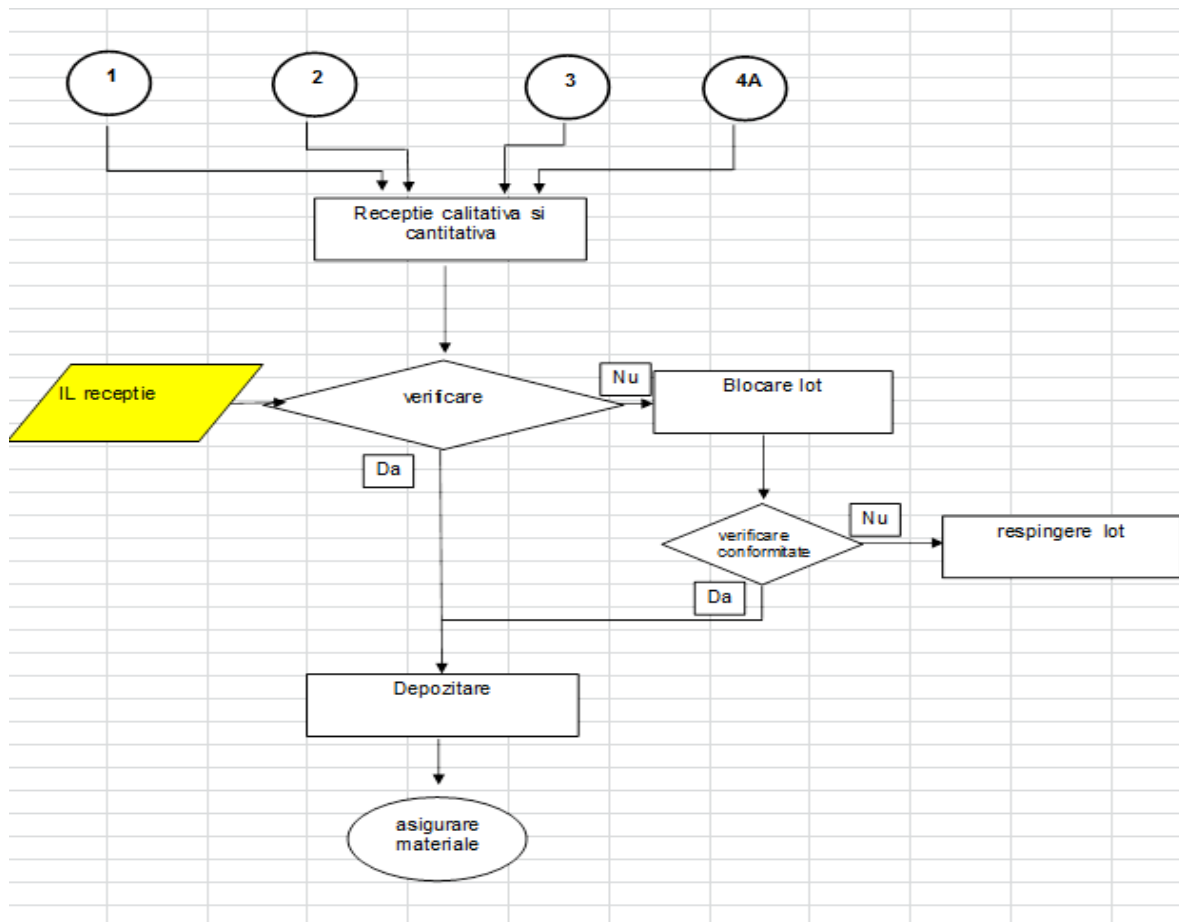 1
2
3
4A
Receptie calitativa si
cantitativa
IL receptie
verificare
Nu
Blocare lot
Da
verificare
conformitate
Nu
respingere lot
Da
Depozitare
asigurare
materiale